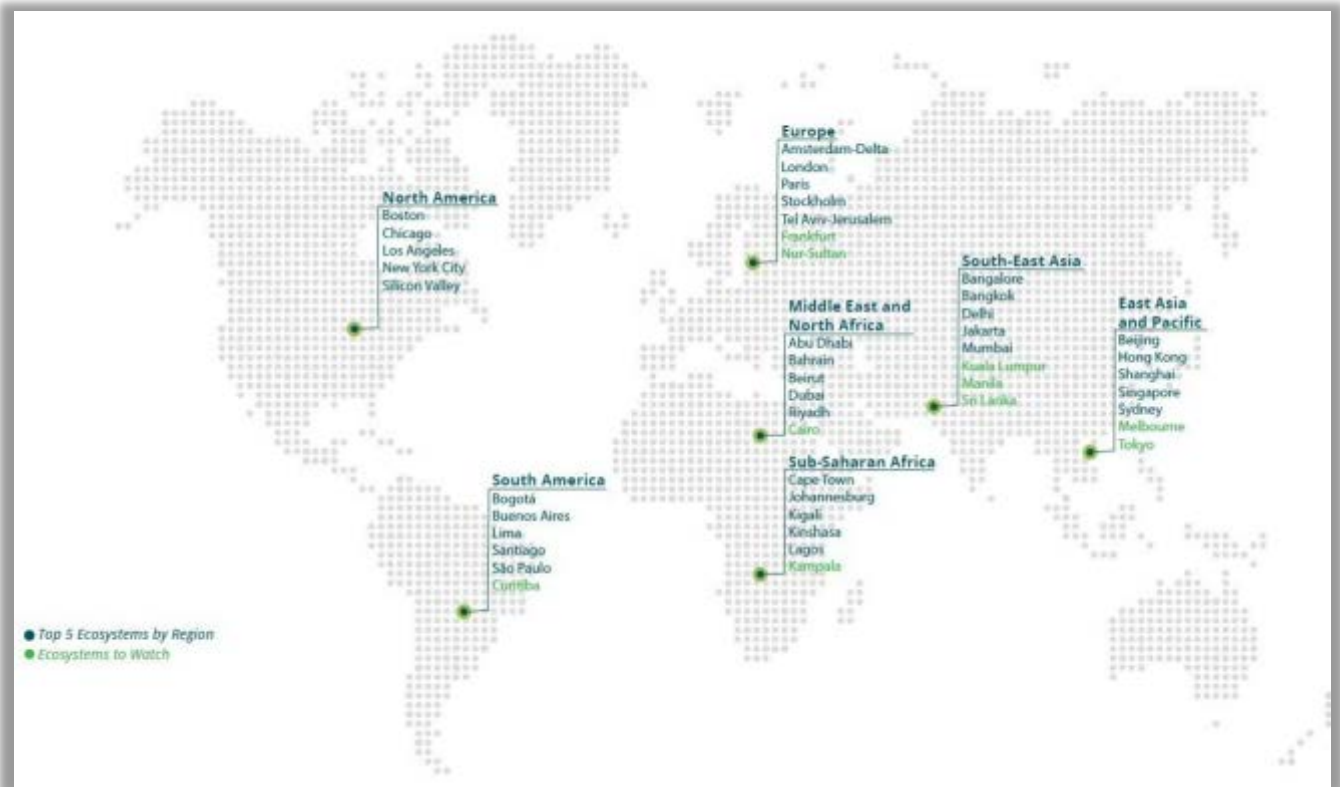 North America
Boston
Chicago
Los Angeles
New York City
Silicon Valley
South America
Bogotá
Buenos Aires
Lima
Santiago
São Paulo
Curitiba
Europe
Amsterdam-Delta
London
Paris
Stockholm
Tel Aviv-Jerusalem
Frankfurt
Nur-Sultan
Middle East and
North Africa
Abu Dhabi
Bahrain
Beirut
Dubai
Riyadh
Cairo
Sub-Saharan Africa
Cape Town
Johannesburg
Kigali
Kinshasa
Lagos
Kampala
South-East Asia
Bangalore
Bangkok
Delhi
Jakarta
Mumbai
Kuala Lumpur
Manila
Sri Lanka
East Asia
and Pacific
Beijing
Hong Kong
Shanghai
Singapore
Sydney
Melbourne
Tokyo
Top 5 Ecosystems by Region
Ecosystems to Watch